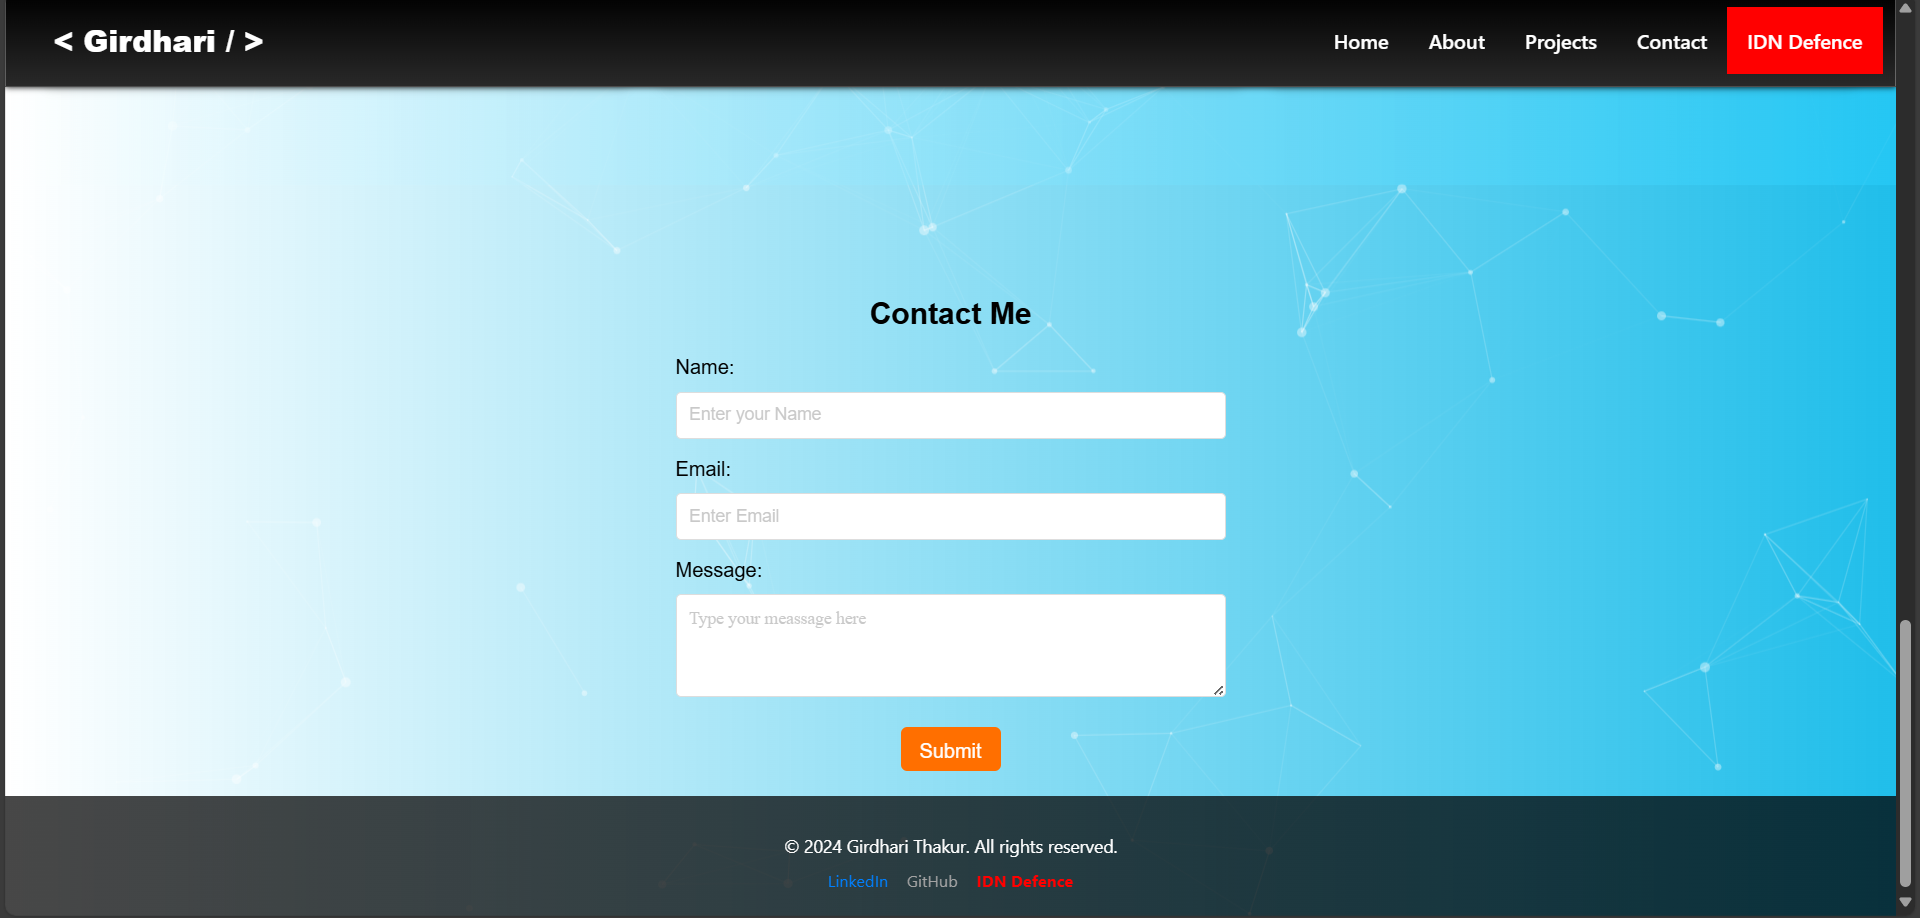 < Girdhari / >
Home About Projects Contact IDN Defence
Contact Me
Name:
Enter your Name
Email:
Enter Email
Message:
Type your meassage here
Submit
© 2024 Girdhari Thakur. All rights reserved.
LinkedIn GitHub IDN Defence